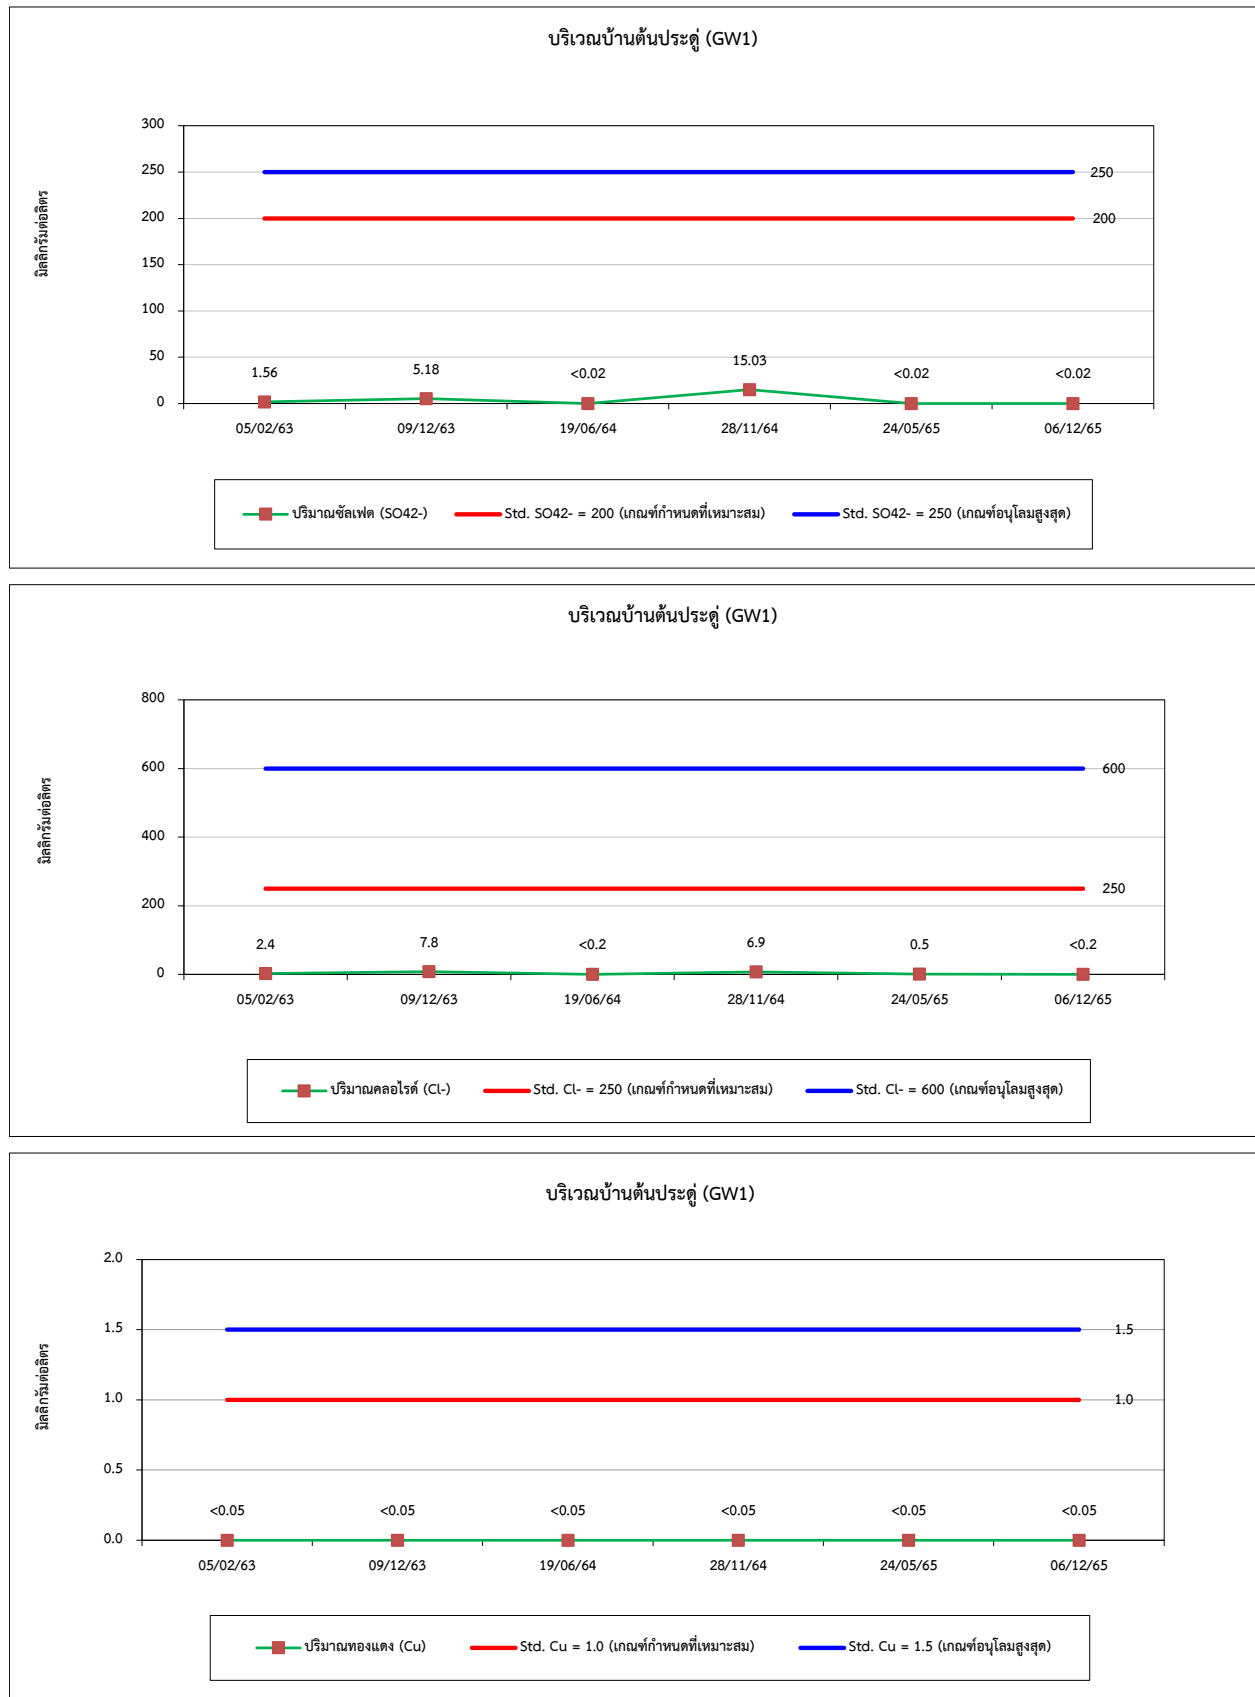 บริเวณบ้านต้นประดู่ (GW1)
มิลลิกรัมต่อลิตร
300
250
200
150
100
50
0
250
200
1.56 5.18 <0.02 15.03 <0.02 <0.02
05/02/63 09/12/63 19/06/64 28/11/64 24/05/65 06/12/65
ปริมาณซัลเฟต (SO42-) Std. SO42- = 200 (เกณฑ์กำหนดที่เหมาะสม) Std. SO42- = 250 (เกณฑ์อนุโลมสูงสุด)
บริเวณบ้านต้นประดู่ (GW1)
มิลลิกรัมต่อลิตร
800
600
400
200
0
600
250
2.4 7.8 <0.2 6.9 0.5 <0.2
05/02/63 09/12/63 19/06/64 28/11/64 24/05/65 06/12/65
ปริมาณคลอไรด์ (Cl-) Std. Cl- = 250 (เกณฑ์กำหนดที่เหมาะสม) Std. Cl- = 600 (เกณฑ์อนุโลมสูงสุด)
บริเวณบ้านต้นประดู่ (GW1)
มิลลิกรัมต่อลิตร
2.0
1.5
1.0
0.5
0.0
1.5
1.0
<0.05 <0.05 <0.05 <0.05 <0.05 <0.05
05/02/63 09/12/63 19/06/64 28/11/64 24/05/65 06/12/65
ปริมาณทองแดง (Cu) Std. Cu = 1.0 (เกณฑ์กำหนดที่เหมาะสม) Std. Cu = 1.5 (เกณฑ์อนุโลมสูงสุด)